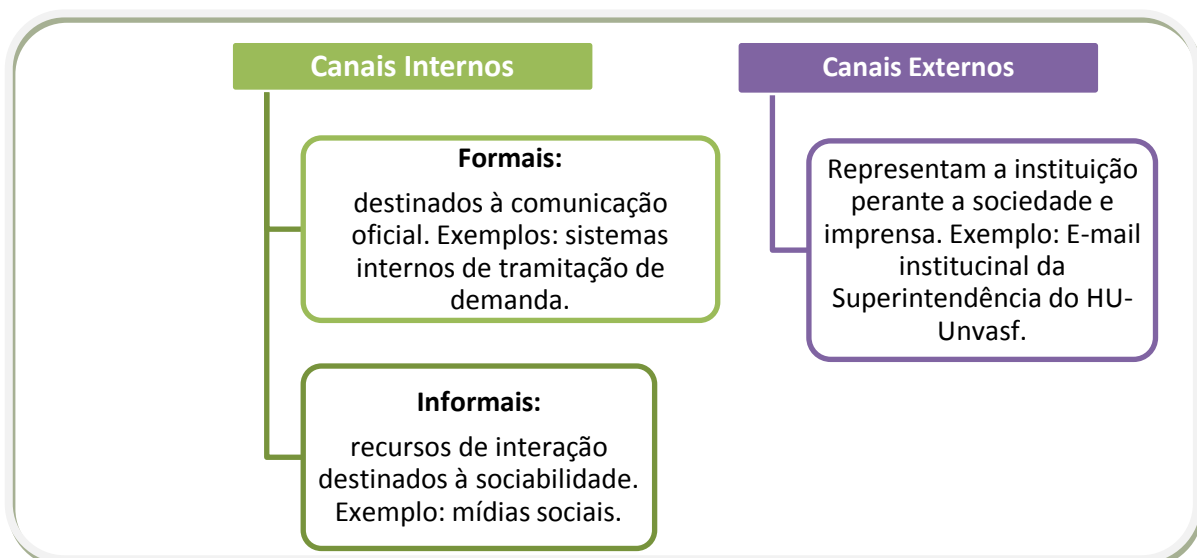 Canais Internos
Formais:
destinados à comunicação
oficial. Exemplos: sistemas
internos de tramitação de
demanda.
Informais:
recursos de interação
destinados à sociabilidade.
Exemplo: mídias sociais.
Canais Externos
Representam a instituição
perante a sociedade e
imprensa. Exemplo: E-mail
institucinal da
Superintendência do HU-
Unvasf.